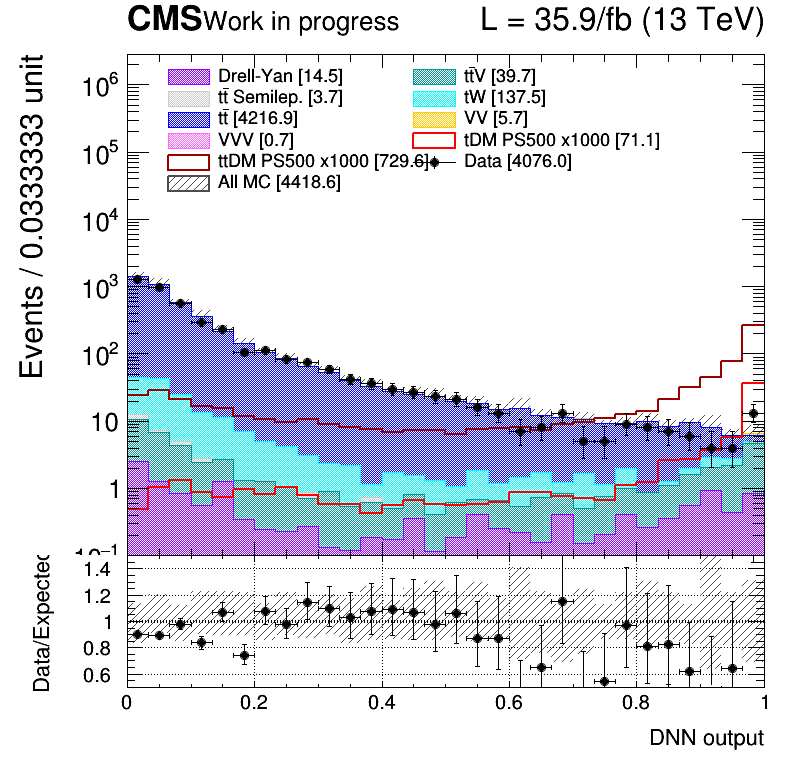 CMS Work in progress L = 35.9/fb (13 TeV)
Events / 0.0333333 unit
Drell-Yan [14.5] tt̄V [39.7]
tt̄ Semilep. [3.7] tW [137.5]
tt̄ [4216.9] VV [5.7]
VVV [0.7] tDM PS500 x1000 [71.1]
ttDM PS500 x1000 [729.6] Data [4076.0]
All MC [4418.6]
10⁶
10⁵
10⁴
10³
10²
10
1
10⁻¹
Data/Expected
1.4
1.2
1
0.8
0.6
0 0.2 0.4 0.6 0.8 1
DNN output